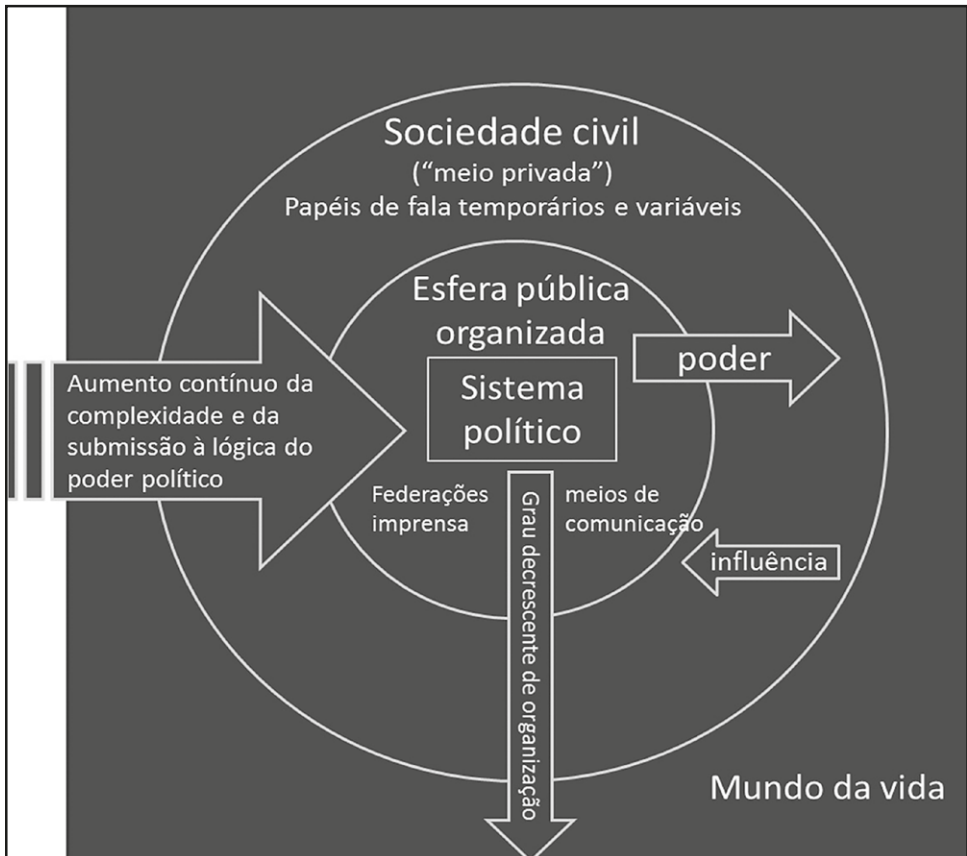 Sociedade civil
(“meio privada”)
Papéis de fala temporários e variáveis
Esfera pública
organizada
Sistema
político
poder
Aumento contínuo da
complexidade e da
submissão à lógica do
poder político
Federações
imprensa
Grau decrescente de organização
meios de
comunicação
influência
Mundo da vida